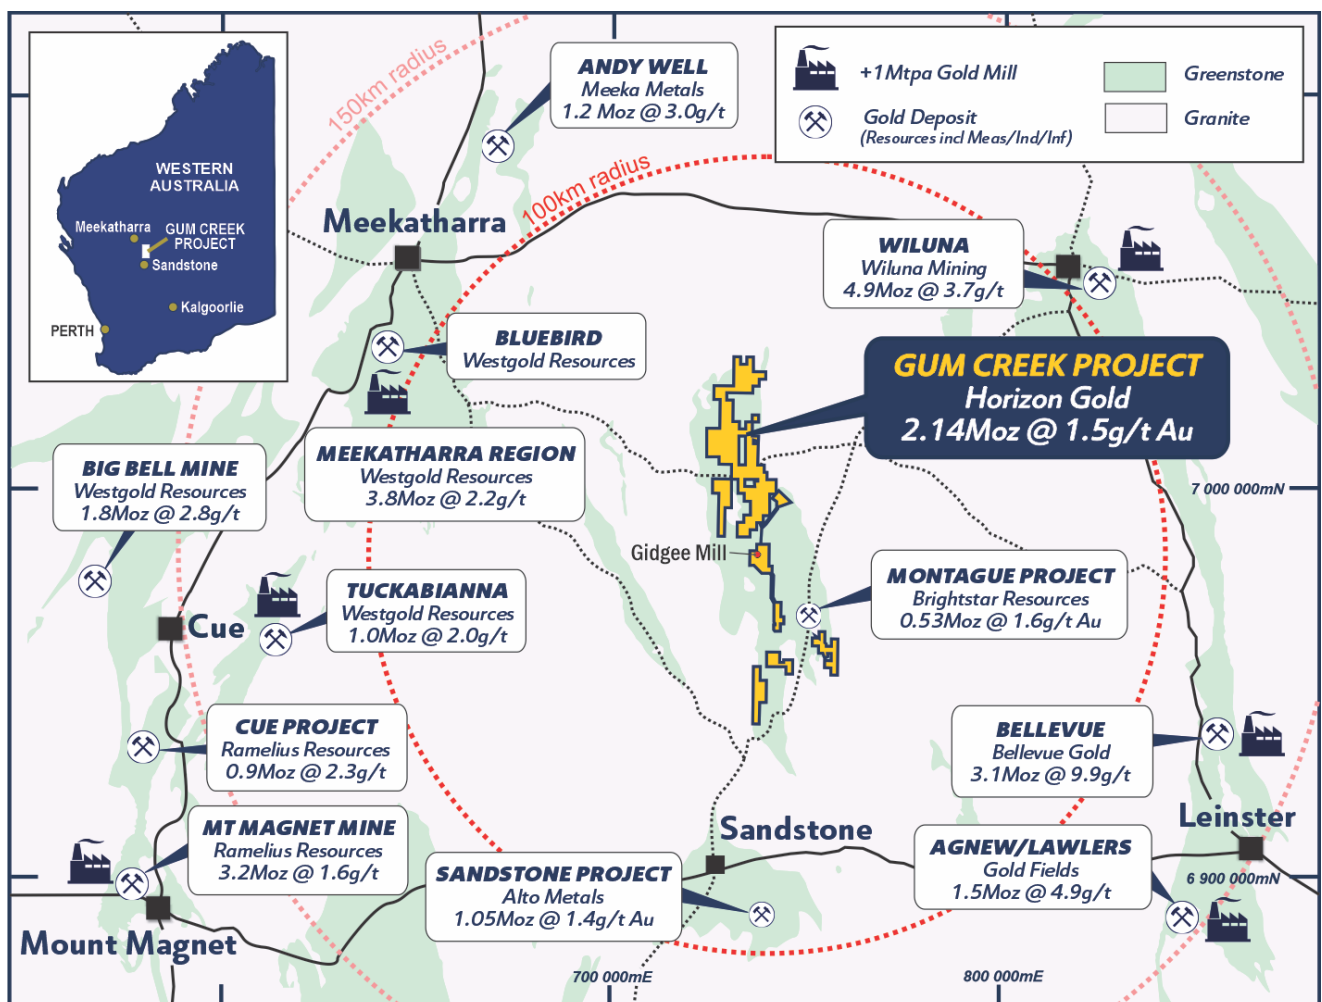 150km radius
100km radius
WESTERN
AUSTRALIA
Meekatharra
GUM CREEK
PROJECT
Sandstone
Kalgoorlie
PERTH
+1Mtpa Gold Mill
Gold Deposit
(Resources incl Meas/Ind/Inf)
Greenstone
Granite
ANDY WELL
Meeka Metals
1.2 Moz @ 3.0g/t
Meekatharra
WILUNA
Wiluna Mining
4.9Moz @ 3.7g/t
BLUEBIRD
Westgold Resources
GUM CREEK PROJECT
Horizon Gold
2.14Moz @ 1.5g/t Au
MEEKATHARRA REGION
Westgold Resources
3.8Moz @ 2.2g/t
BIG BELL MINE
Westgold Resources
1.8Moz @ 2.8g/t
7 000 000mN
Gidgee Mill
TUCKABIANNA
Westgold Resources
1.0Moz @ 2.0g/t
MONTAGUE PROJECT
Brightstar Resources
0.53Moz @ 1.6g/t Au
Cue
CUE PROJECT
Ramelius Resources
0.9Moz @ 2.3g/t
BELLEVUE
Bellevue Gold
3.1Moz @ 9.9g/t
MT MAGNET MINE
Ramelius Resources
3.2Moz @ 1.6g/t
Sandstone
Leinster
SANDSTONE PROJECT
Alto Metals
1.05Moz @ 1.4g/t Au
AGNEW/LAWLERS
Gold Fields
1.5Moz @ 4.9g/t
6 900 000mN
Mount Magnet
700 000mE
800 000mE